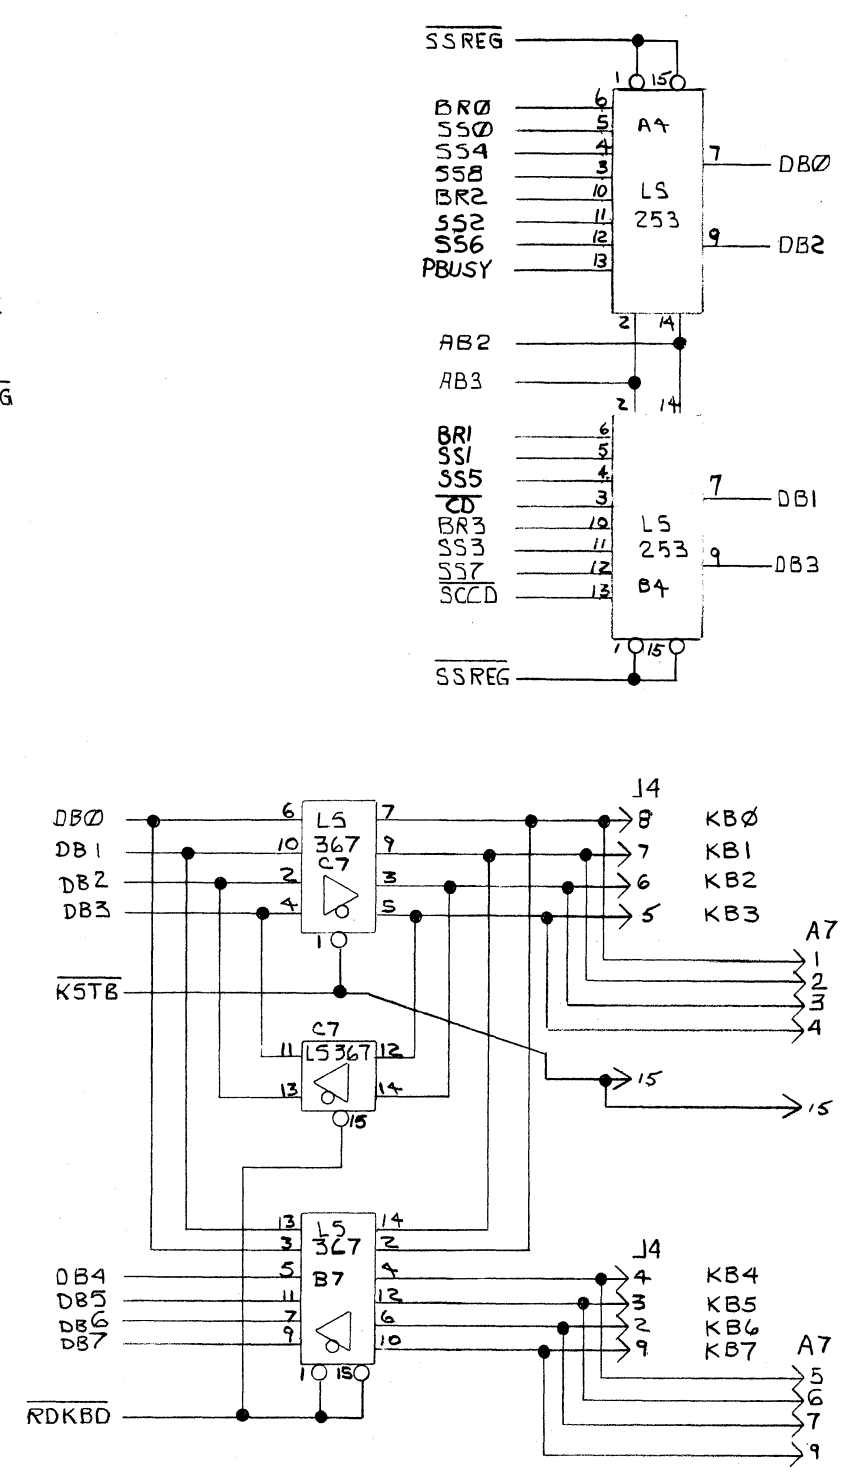 SSREG
1 15
BRØ 6
SSØ 5
A4
SS4 4
7 DBØ
SS8 3
BR2 10
LS
SS2 11
253
SS6 12
9 DB2
PBUSY 13
2 14
AB2
G
AB3
2 14
BR1 6
SS1 5
SS5 4
7 DB1
CD 3
BR3 10
LS
SS3 11
253
9 DB3
SS7 12
B4
SCCD 13
1 15
SSREG
J4
DBØ 6 LS 7 8 KBØ
DB1 10 367 9 7 KB1
C7
DB2 2 3 6 KB2
DB3 4 5 5 KB3
A7
1
1
2
KSTB
3
4
C7
11 LS367 12
15
13 14
15
15
13 LS 14
3 367 2
J4
DB4 5 B7 4 4 KB4
DB5 11 12 3 KB5
DB6 7 6 2 KB6
DB7 9 10 9 KB7
A7
1 15
5
6
RDKBD
7
9